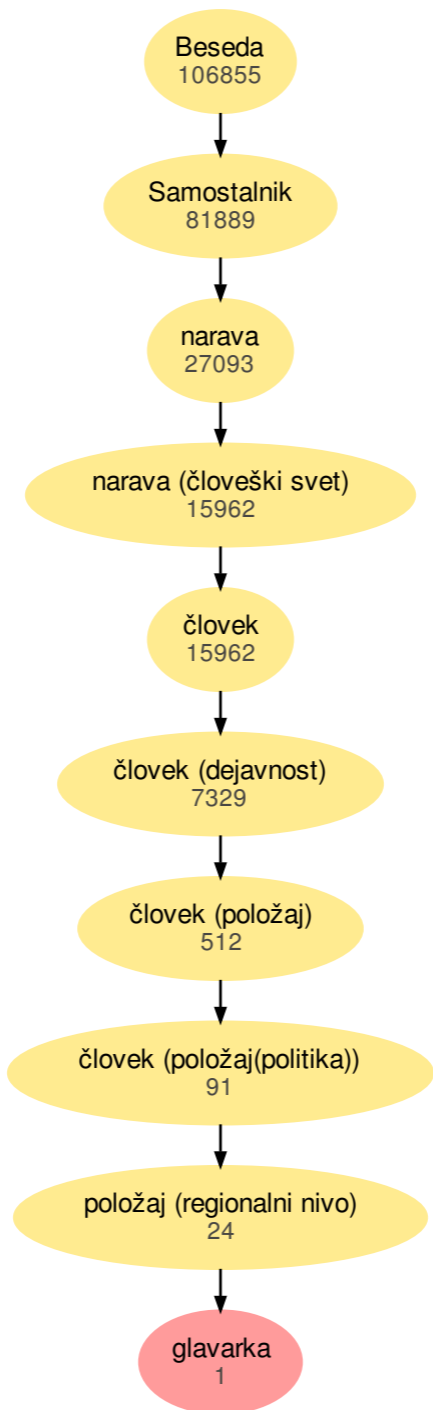 Beseda
106855
Samostalnik
81889
narava
27093
narava (človeški svet)
15962
človek
15962
človek (dejavnost)
7329
človek (položaj)
512
človek (položaj(politika))
91
položaj (regionalni nivo)
24
glavarka
1